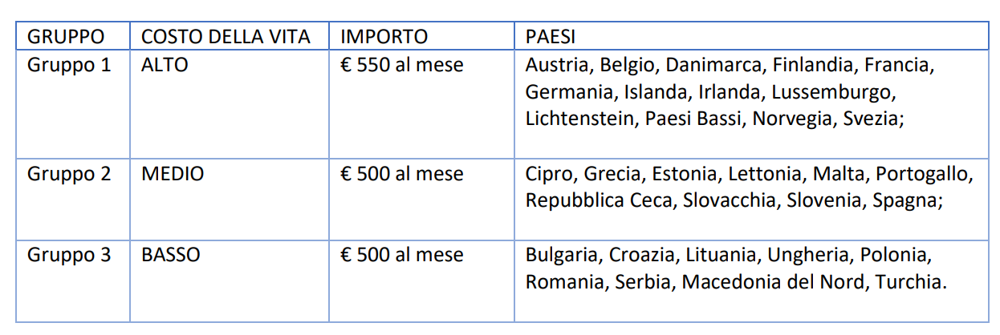 GRUPPO COSTO DELLA VITA IMPORTO PAESI
Gruppo 1 ALTO € 550 al mese Austria, Belgio, Danimarca, Finlandia, Francia,
Germania, Islanda, Irlanda, Lussemburgo,
Lichtenstein, Paesi Bassi, Norvegia, Svezia;
Gruppo 2 MEDIO € 500 al mese Cipro, Grecia, Estonia, Lettonia, Malta, Portogallo,
Repubblica Ceca, Slovacchia, Slovenia, Spagna;
Gruppo 3 BASSO € 500 al mese Bulgaria, Croazia, Lituania, Ungheria, Polonia,
Romania, Serbia, Macedonia del Nord, Turchia.